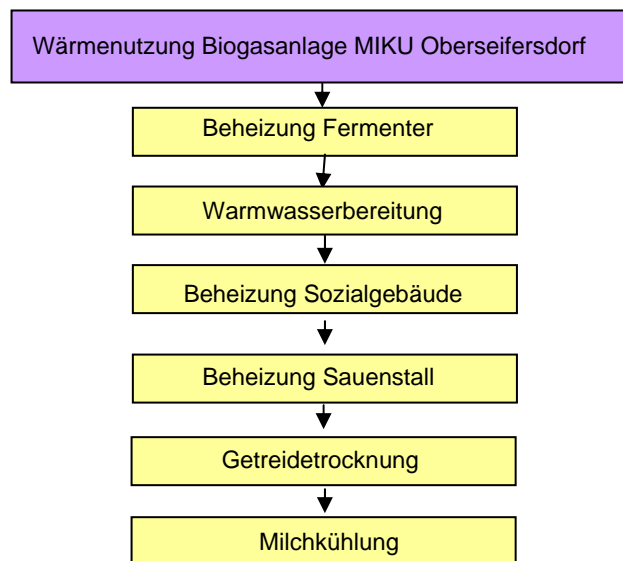 Wärmenutzung Biogasanlage MIKU Oberseifersdorf
Beheizung Fermenter
Warmwasserbereitung
Beheizung Sozialgebäude
Beheizung Sauenstall
Getreidetrocknung
Milchkühlung